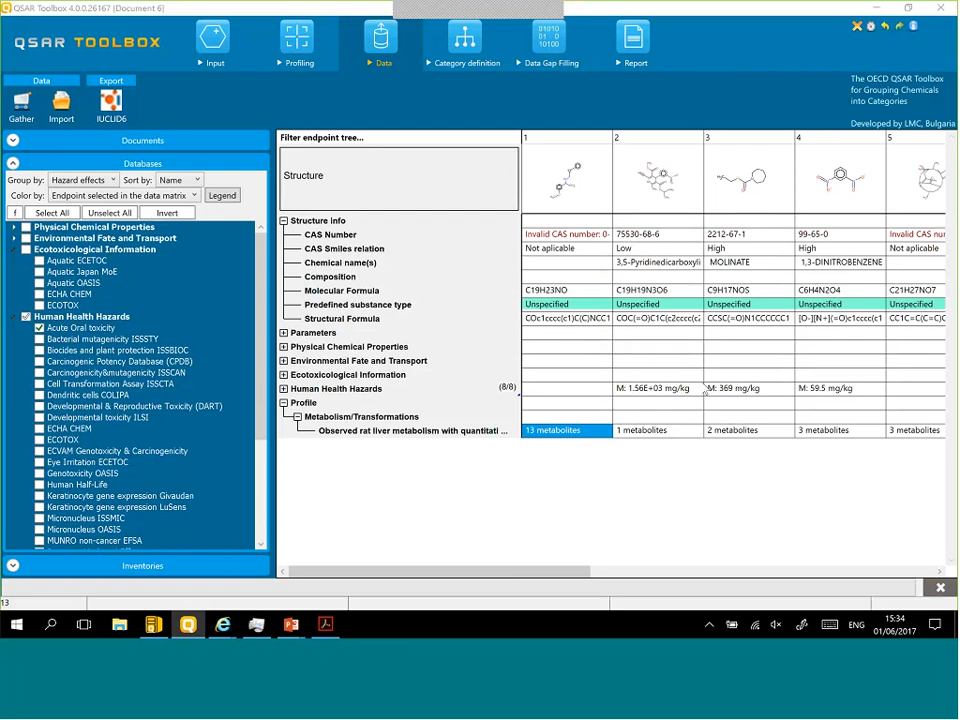 QSAR Toolbox 4.0.0.26167 [Document 6]
QSAR TOOLBOX
Input
Profiling
Data
Category definition
Data Gap Filling
Report
01010
01 0
10100
Data
Export
Gather
Import
IUCLID6
The OECD QSAR Toolbox
for Grouping Chemicals
into Categories
Developed by LMC, Bulgaria
Documents
Databases
Group by: Hazard effects Sort by: Name
Color by: Endpoint selected in the data matrix Legend
f Select All Unselect All Invert
Physical Chemical Properties
Environmental Fate and Transport
Ecotoxicological Information
Aquatic ECETOC
Aquatic Japan MoE
Aquatic OASIS
ECHA CHEM
ECOTOX
Human Health Hazards
Acute Oral toxicity
Bacterial mutagenicity ISSSTY
Biocides and plant protection ISSBIOC
Carcinogenic Potency Database (CPDB)
Carcinogenicity&mutagenicity ISSCAN
Cell Transformation Assay ISSCTA
Dendritic cells COLIPA
Developmental & Reproductive Toxicity (DART)
Developmental toxicity ILSI
ECHA CHEM
ECOTOX
ECVAM Genotoxicity & Carcinogenicity
Eye Irritation ECETOC
Genotoxicity OASIS
Human Half-Life
Keratinocyte gene expression Givaudan
Keratinocyte gene expression LuSens
Micronucleus ISSMIC
Micronucleus OASIS
MUNRO non-cancer EFSA
Inventories
Filter endpoint tree... 1 2 3 4 5
Structure
Structure info
CAS Number Invalid CAS number: 0- 75530-68-6 2212-67-1 99-65-0 Invalid CAS nur
CAS Smiles relation Not aplicable Low High High Not aplicable
Chemical name(s) 3,5-Pyridinedicarboxyli MOLINATE 1,3-DINITROBENZENE
Composition
Molecular Formula C19H23NO C19H19N3O6 C9H17NOS C6H4N2O4 C21H27NO7
Predefined substance type Unspecified Unspecified Unspecified Unspecified Unspecified
Structural Formula COc1cccc(c1)C(C)NCC1 COC(=O)C1C(c2cccc(c2 CCSC(=O)N1CCCCCC1 [O-][N+](=O)c1cccc(c1 CC1C=C(C=C(
Parameters
Physical Chemical Properties
Environmental Fate and Transport
Ecotoxicological Information
Human Health Hazards (8/8) M: 1.56E+03 mg/kg M: 369 mg/kg M: 59.5 mg/kg
Profile
Metabolism/Transformations
Observed rat liver metabolism with quantitati ... 13 metabolites 1 metabolites 2 metabolites 3 metabolites 3 metabolites
13
ENG
15:34
01/06/2017